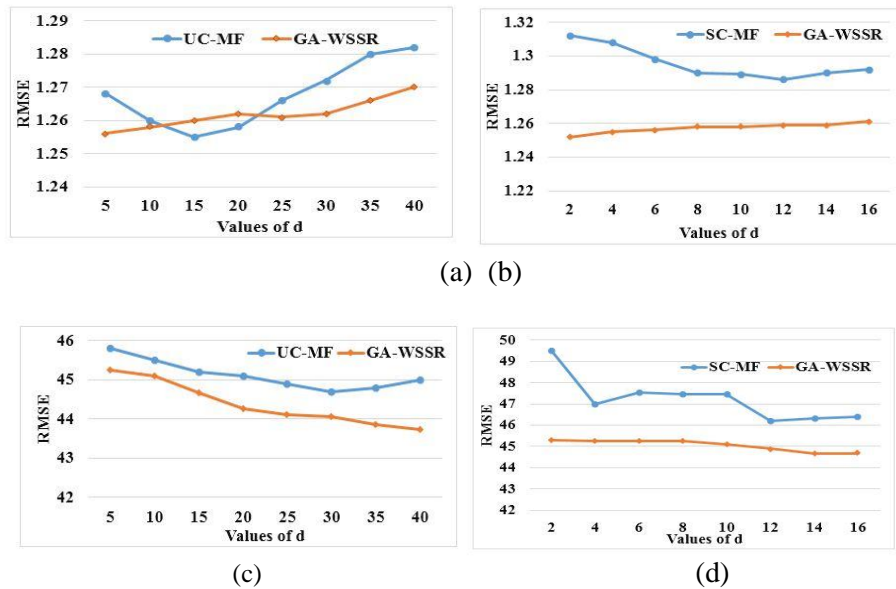 1.29
1.28
1.27
1.26
1.25
1.24
RMSE
UC-MF GA-WSSR
5 10 15 20 25 30 35 40
Values of d
1.32
1.3
1.28
1.26
1.24
1.22
RMSE
SC-MF GA-WSSR
2 4 6 8 10 12 14 16
Values of d
(a) (b)
46
45
44
43
42
RMSE
UC-MF GA-WSSR
5 10 15 20 25 30 35 40
Values of d
(c)
50
49
48
47
46
45
44
43
42
RMSE
SC-MF GA-WSSR
2 4 6 8 10 12 14 16
Values of d
(d)